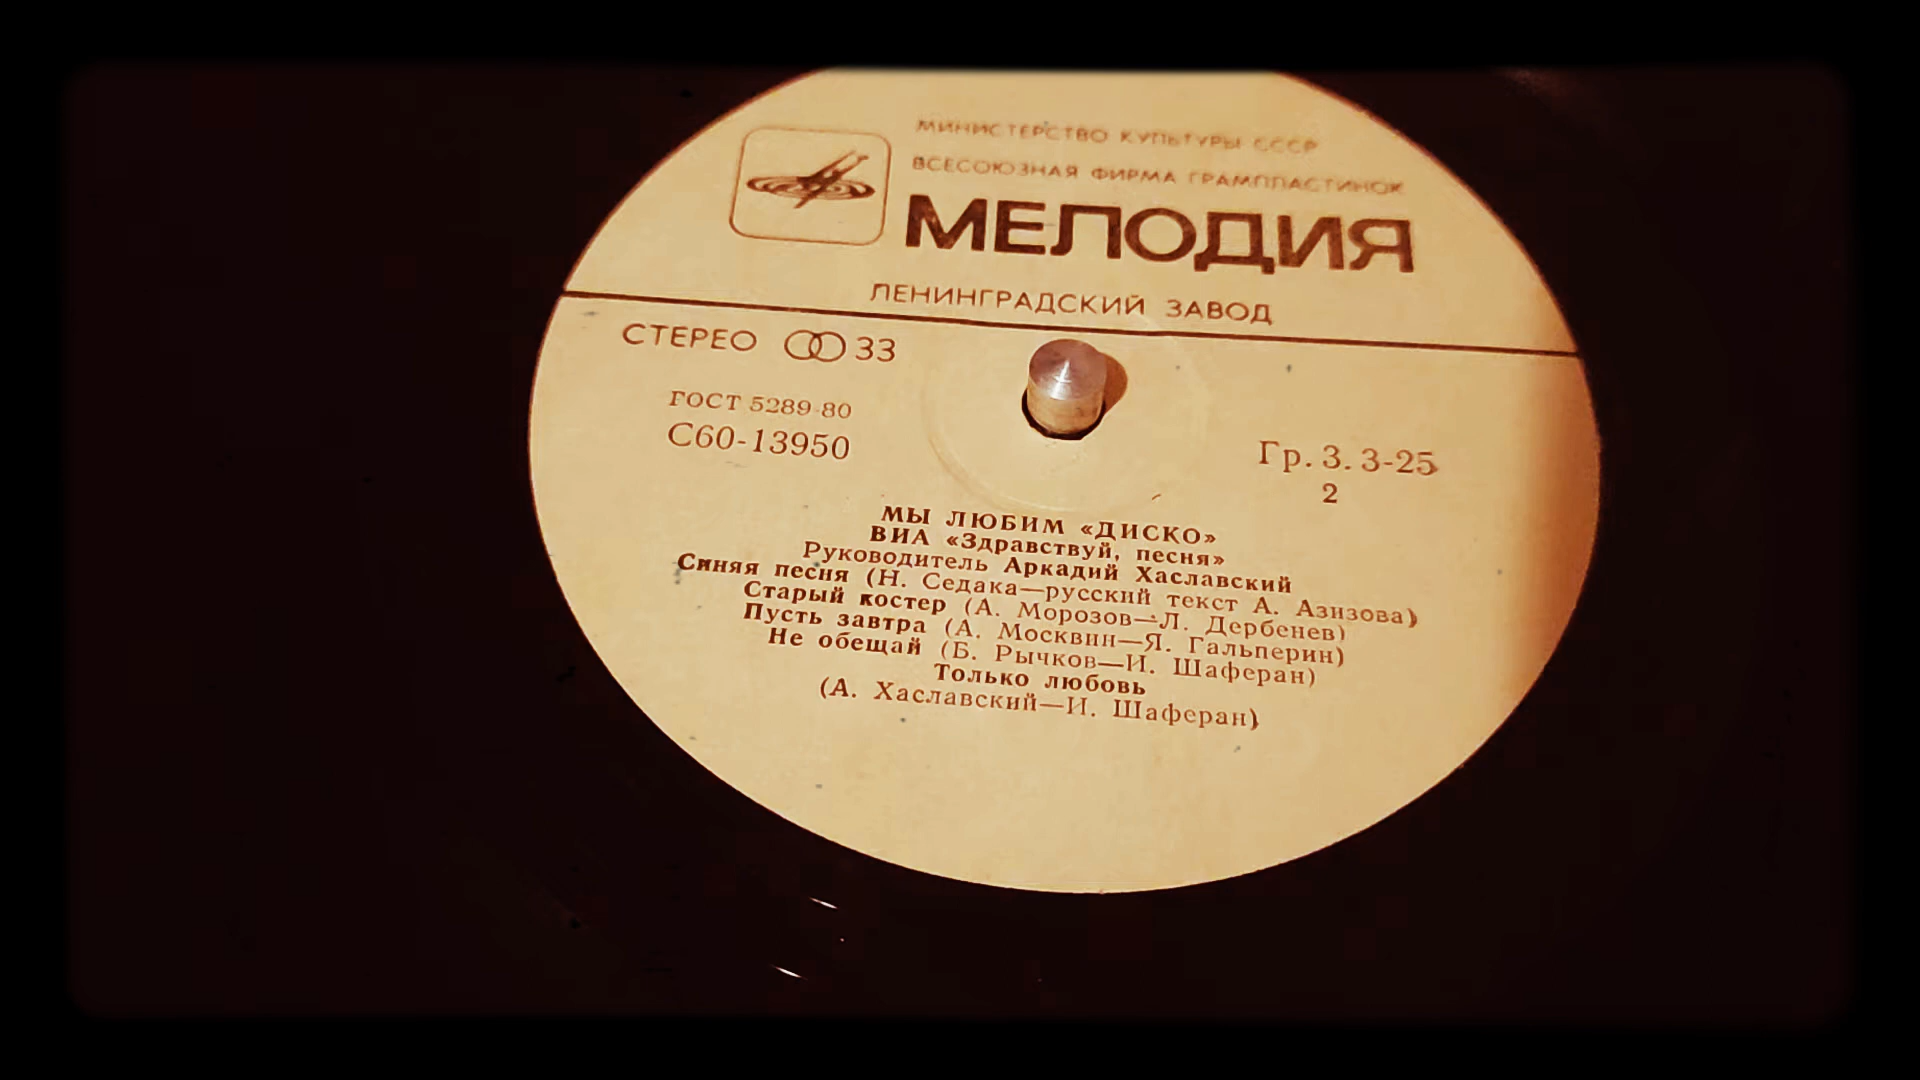 МИНИСТЕРСТВО КУЛЬТУРЫ СССР
ВСЕСОЮЗНАЯ ФИРМА ГРАМПЛАСТИНОК
МЕЛОДИЯ
ЛЕНИНГРАДСКИЙ ЗАВОД
СТЕРЕО 33
ГОСТ 5289-80
С60-13950
Гр. 3. 3-25
2
МЫ ЛЮБИМ «ДИСКО»
ВИА «Здравствуй, песня»
Руководитель Аркадий Хаславский
Синяя песня (Н. Седака—русский текст А. Азизова)
Старый костер (А. Морозов—Л. Дербенев)
Пусть завтра (А. Москвин—Я. Гальперин)
Не обещай (Б. Рычков—И. Шаферан)
Только любовь
(А. Хаславский—И. Шаферан)